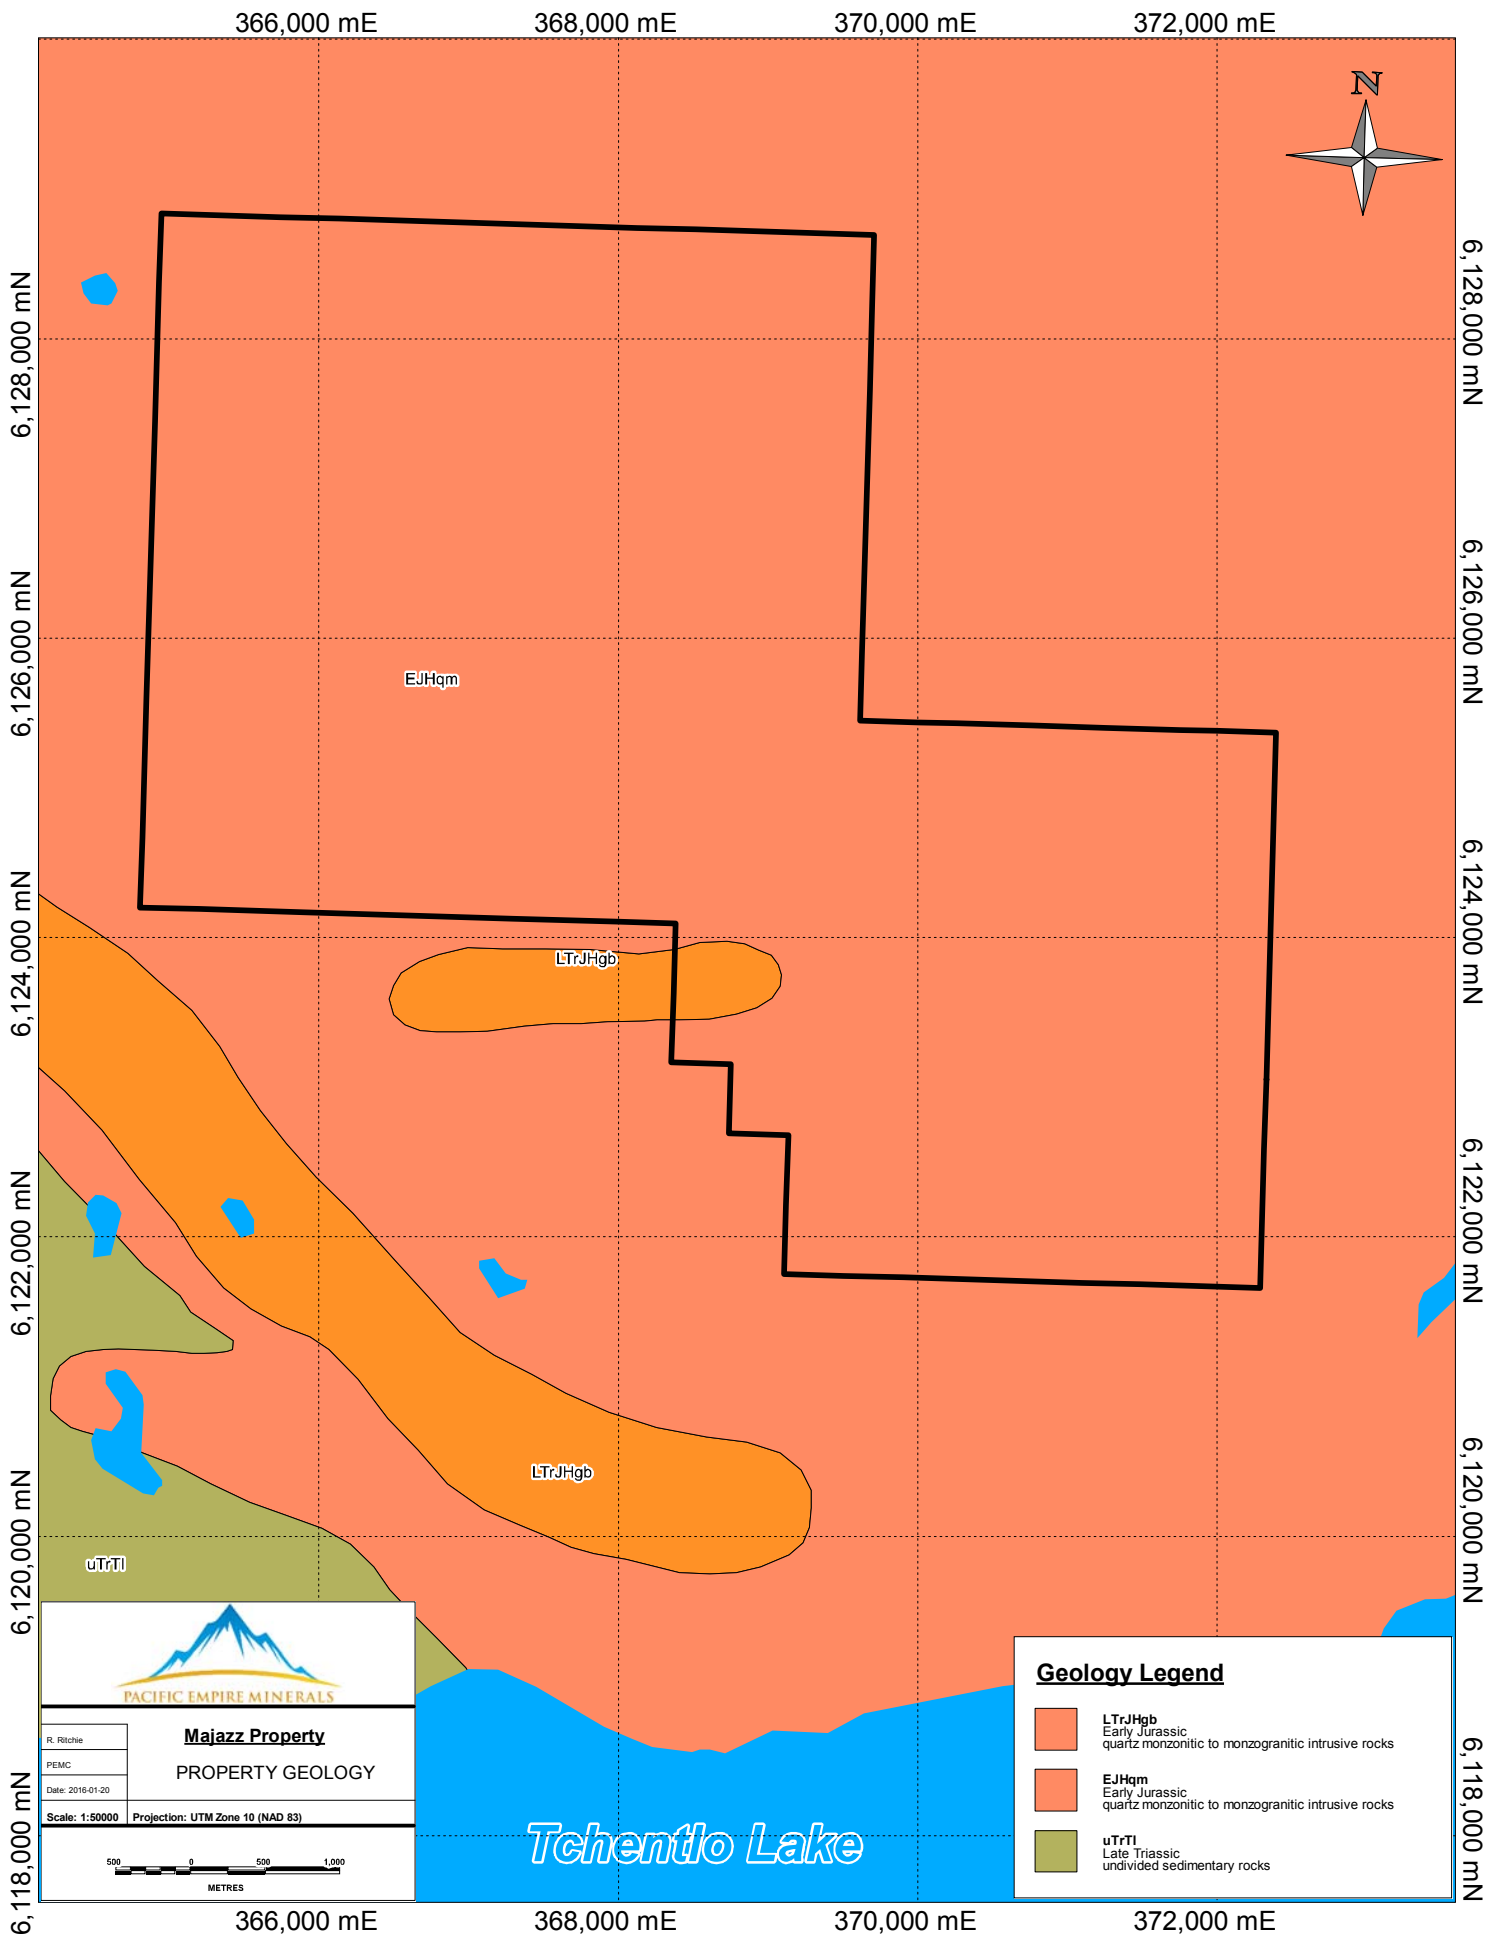 366,000 mE 368,000 mE 370,000 mE 372,000 mE
N
6,128,000 mN
6,128,000 mN
6,126,000 mN
6,126,000 mN
EJHqm
6,124,000 mN
6,124,000 mN
LTrJHgb
6,122,000 mN
6,122,000 mN
LTrJHgb
6,120,000 mN
6,120,000 mN
uTrTl
PACIFIC EMPIRE MINERALS
R. Ritchie
PEMC
Date: 2016-01-20
Majazz Property
PROPERTY GEOLOGY
Scale: 1:50000 Projection: UTM Zone 10 (NAD 83)
500 0 500 1,000
METRES
Tchentlo Lake
Geology Legend
LTrJHgb
Early Jurassic
quartz monzonitic to monzogranitic intrusive rocks
EJHqm
Early Jurassic
quartz monzonitic to monzogranitic intrusive rocks
uTrTl
Late Triassic
undivided sedimentary rocks
6,118,000 mN
6,118,000 mN
366,000 mE 368,000 mE 370,000 mE 372,000 mE